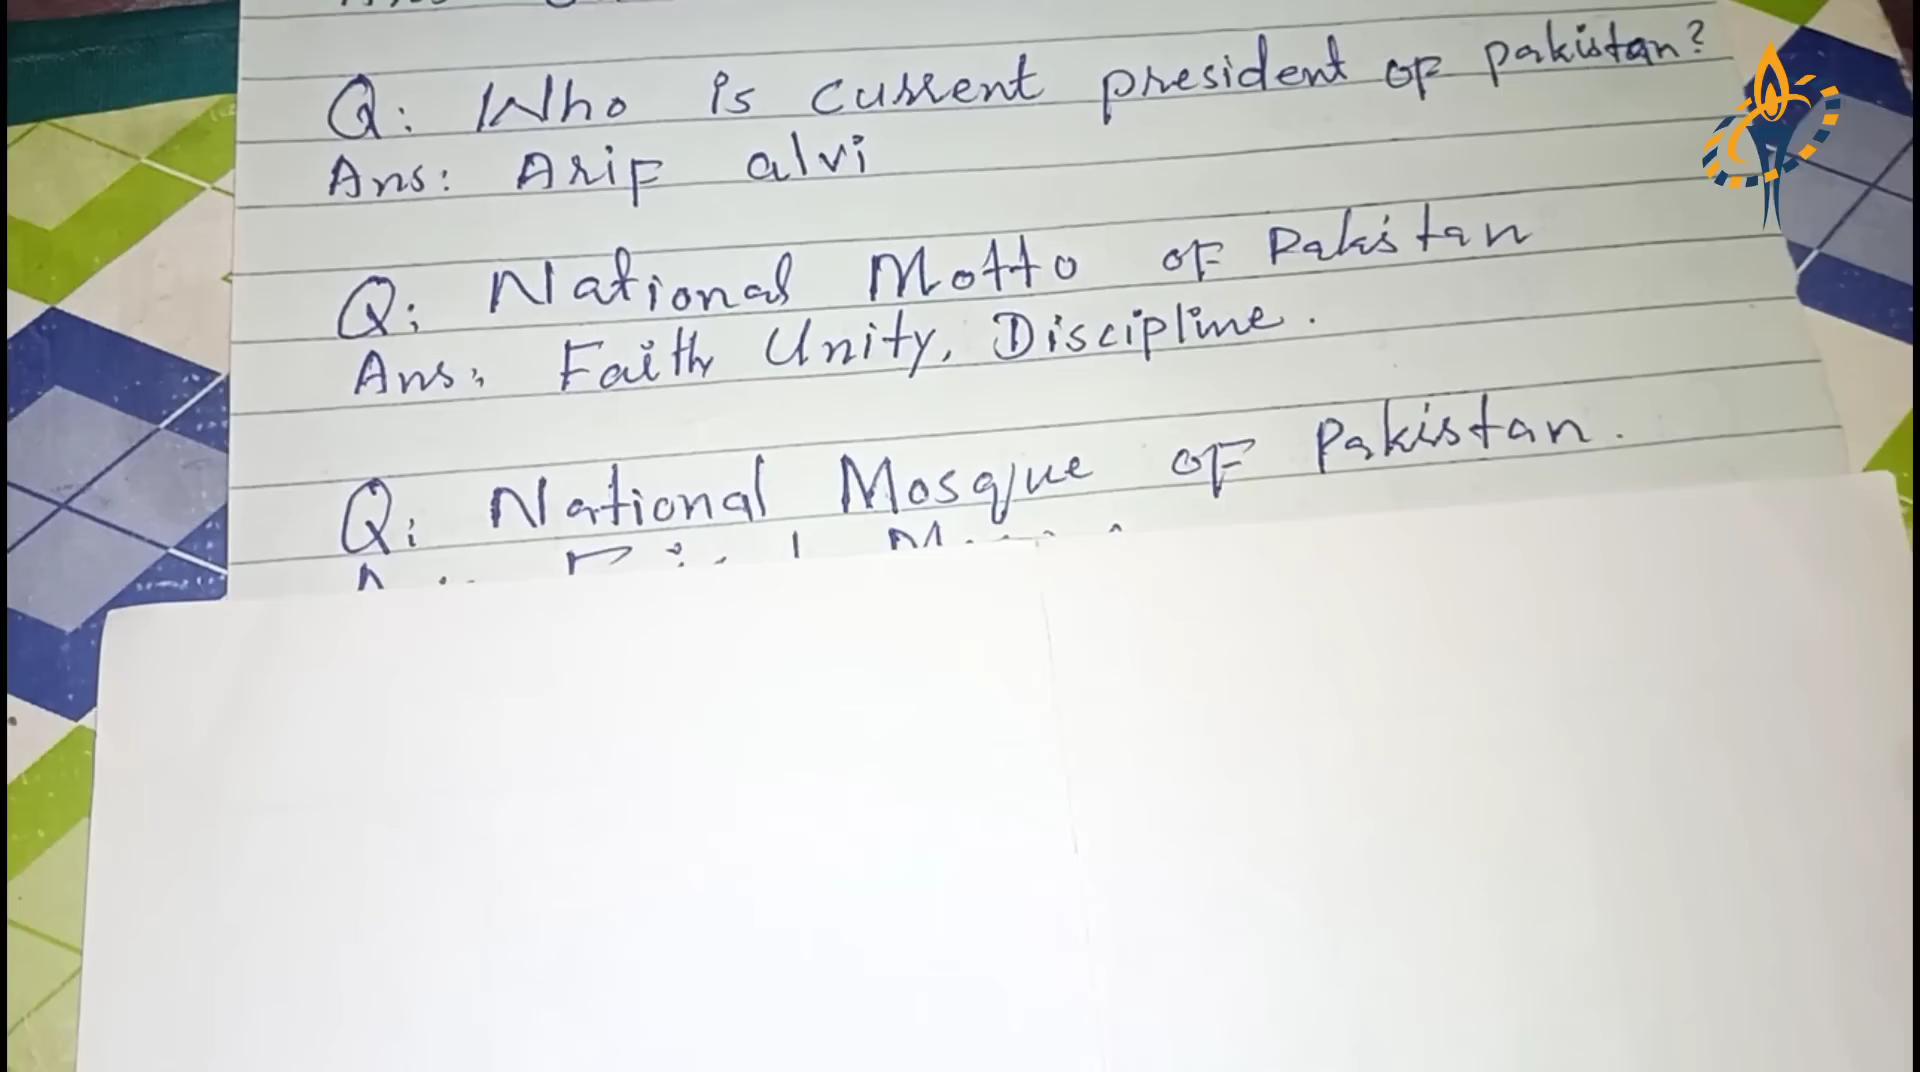 Q: Who is current president of pakistan?
Ans: Arif alvi
Q: National Motto of Pakistan
Ans: Faith Unity, Discipline.
Q: National Mosque of Pakistan.